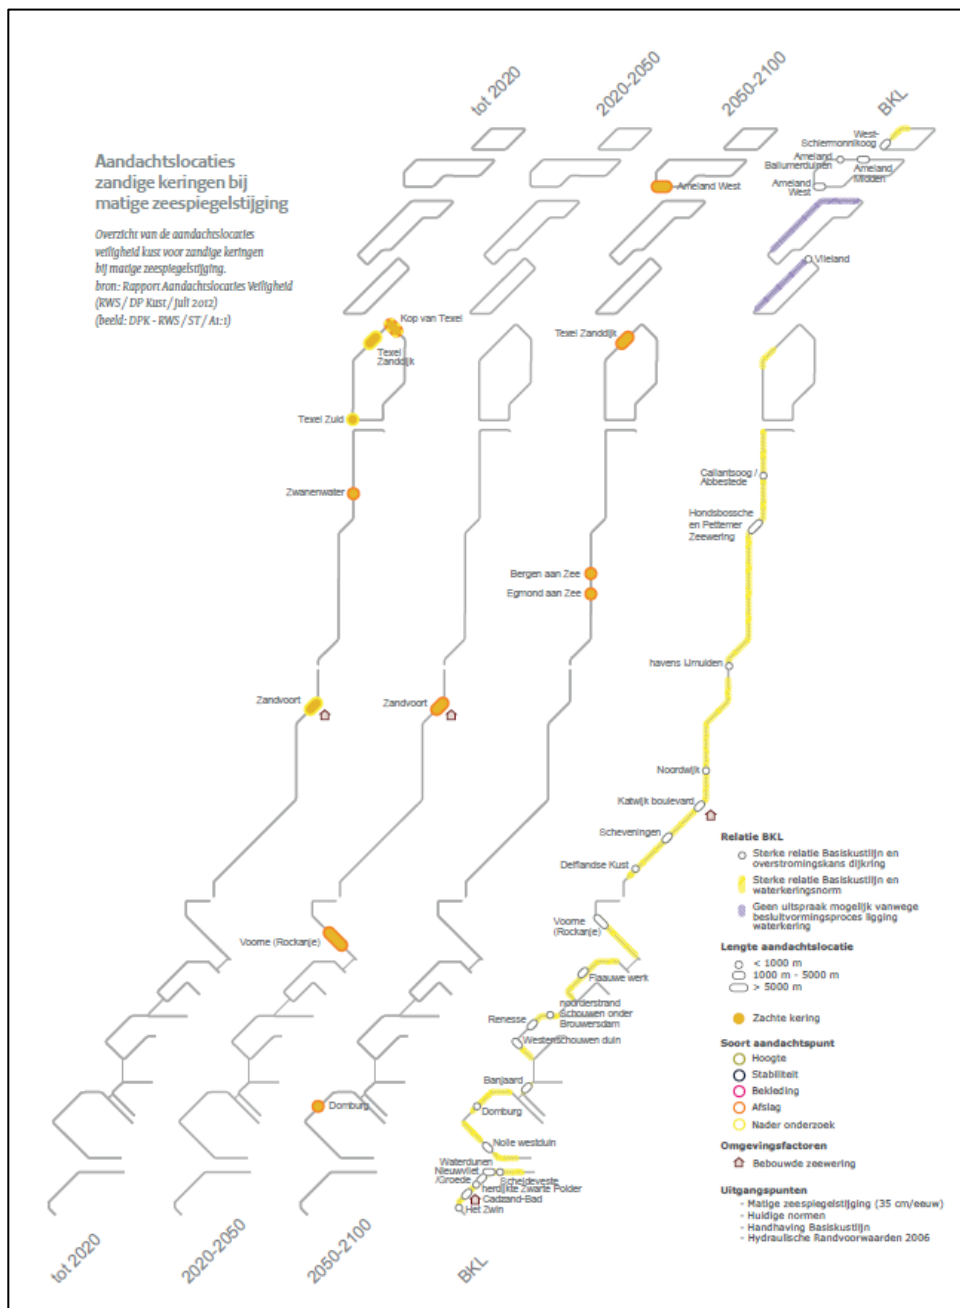 tot 2020
2020-2050
2050-2100
BKL
Aandachtslocaties
zandige keringen bij
matige zeespiegelstijging
Overzicht van de aandachtslocaties
veiligheid kust voor zandige keringen
bij matige zeespiegelstijging.
bron: Rapport Aandachtslocaties Veiligheid
(RWS / DP Kust / juli 2012)
(beeld: DPK - RWS / ST / A1:1)
West-
Schiermonnikoog
Ameland
Ballumerduinen
Ameland
Midden
Ameland
West
Ameland West
Vlieland
Kop van Texel
Texel
Zanddijk
Texel Zanddijk
Texel Zuid
Zwanenwater
Callantsoog /
Abbestede
Hondsbossche
en Pettemer
Zeewering
Bergen aan Zee
Egmond aan Zee
havens IJmuiden
Zandvoort
Zandvoort
Noordwijk
Katwijk boulevard
Scheveningen
Delflandse Kust
Voorne
(Rockanje)
Voorne (Rockanje)
Flaauwe werk
noorderstrand
Schouwen onder
Brouwersdam
Renesse
Westenschouwen duin
Banjaard
Domburg
Domburg
Nolle westduin
Waterdunen
Nieuwvliet
/Groede
Scheldeveste
herdijkte Zwarte Polder
Cadzand-Bad
Het Zwin
Relatie BKL
Sterke relatie Basiskustlijn en
overstromingskans dijkring
Sterke relatie Basiskustlijn en
waterkeringsnorm
Geen uitspraak mogelijk vanwege
besluitvormingsproces ligging
waterkering
Lengte aandachtslocatie
< 1000 m
1000 m - 5000 m
> 5000 m
Zachte kering
Soort aandachtspunt
Hoogte
Stabiliteit
Bekleding
Afslag
Nader onderzoek
Omgevingsfactoren
Bebouwde zeewering
Uitgangspunten
- Matige zeespiegelstijging (35 cm/eeuw)
- Huidige normen
- Handhaving Basiskustlijn
- Hydraulische Randvoorwaarden 2006
tot 2020
2020-2050
2050-2100
BKL